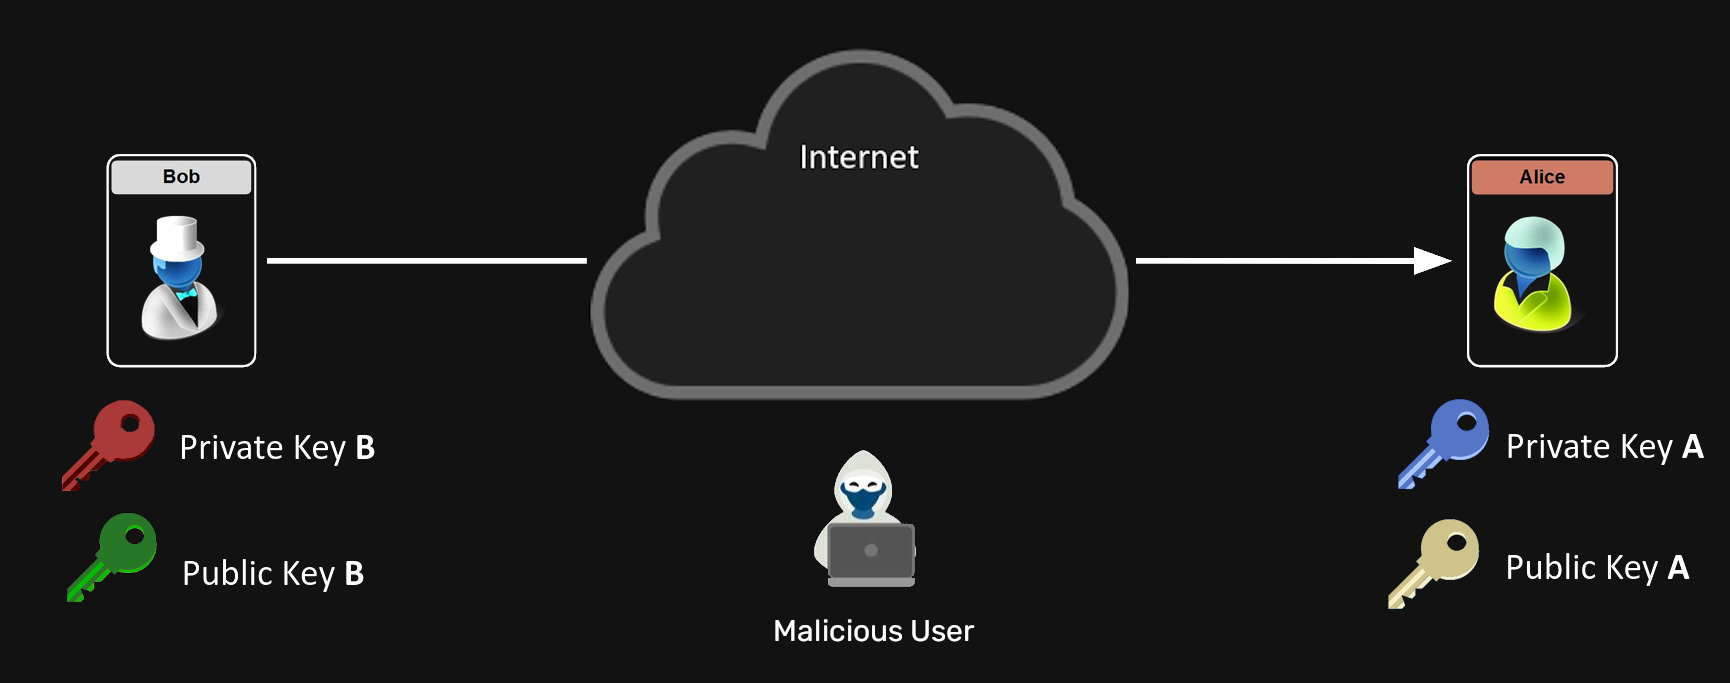 Internet
Bob
Alice
Private Key B
Private Key A
Public Key B
Public Key A
Malicious User